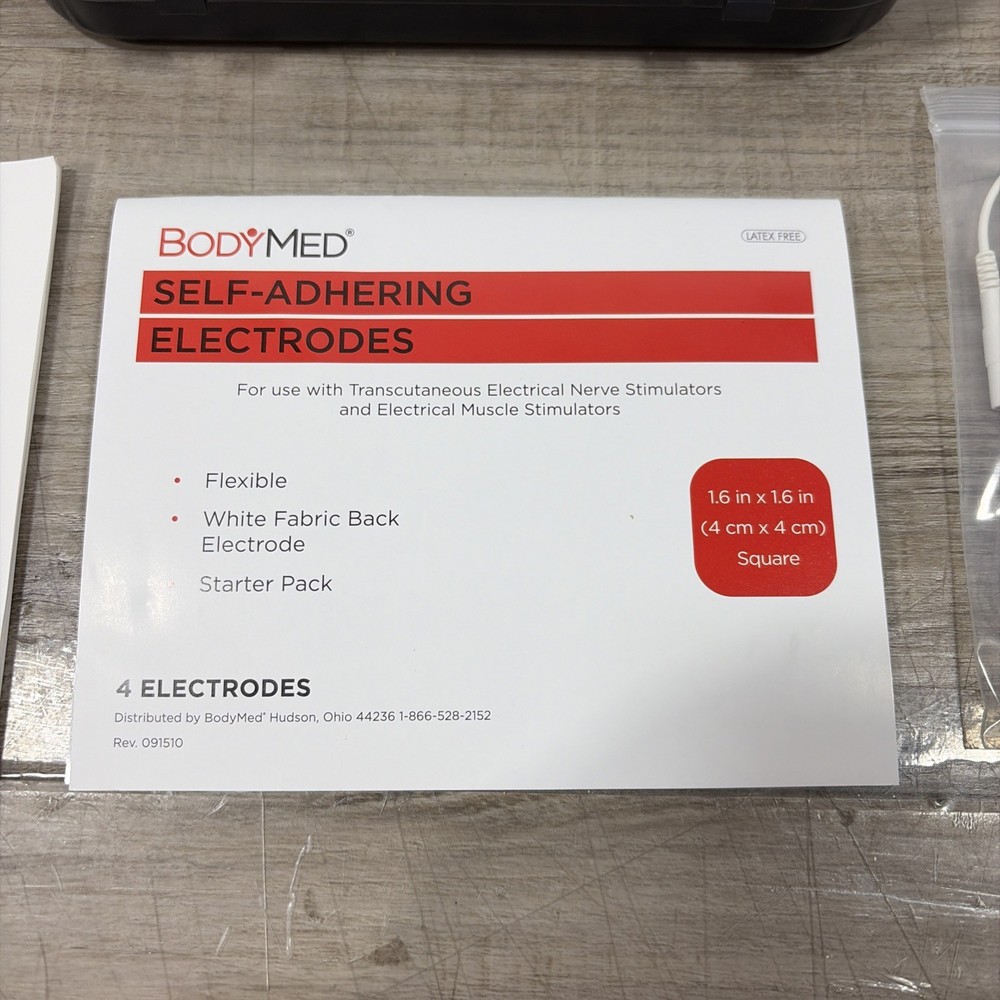 BODYMED®
LATEX FREE
SELF-ADHERING
ELECTRODES
For use with Transcutaneous Electrical Nerve Stimulators
and Electrical Muscle Stimulators
• Flexible
• White Fabric Back
Electrode
• Starter Pack
1.6 in x 1.6 in
(4 cm x 4 cm)
Square
4 ELECTRODES
Distributed by BodyMed® Hudson, Ohio 44236 1-866-528-2152
Rev. 091510